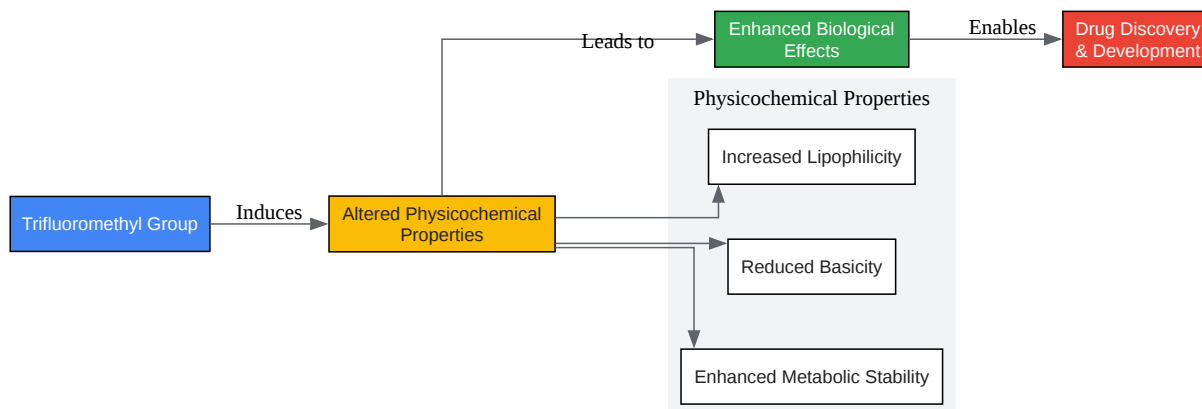 Leads to
Enhanced Biological
Effects
Enables
Drug Discovery
& Development
Physicochemical Properties
Increased Lipophilicity
Trifluoromethyl Group
Induces
Altered Physicochemical
Properties
Reduced Basicity
Enhanced Metabolic Stability